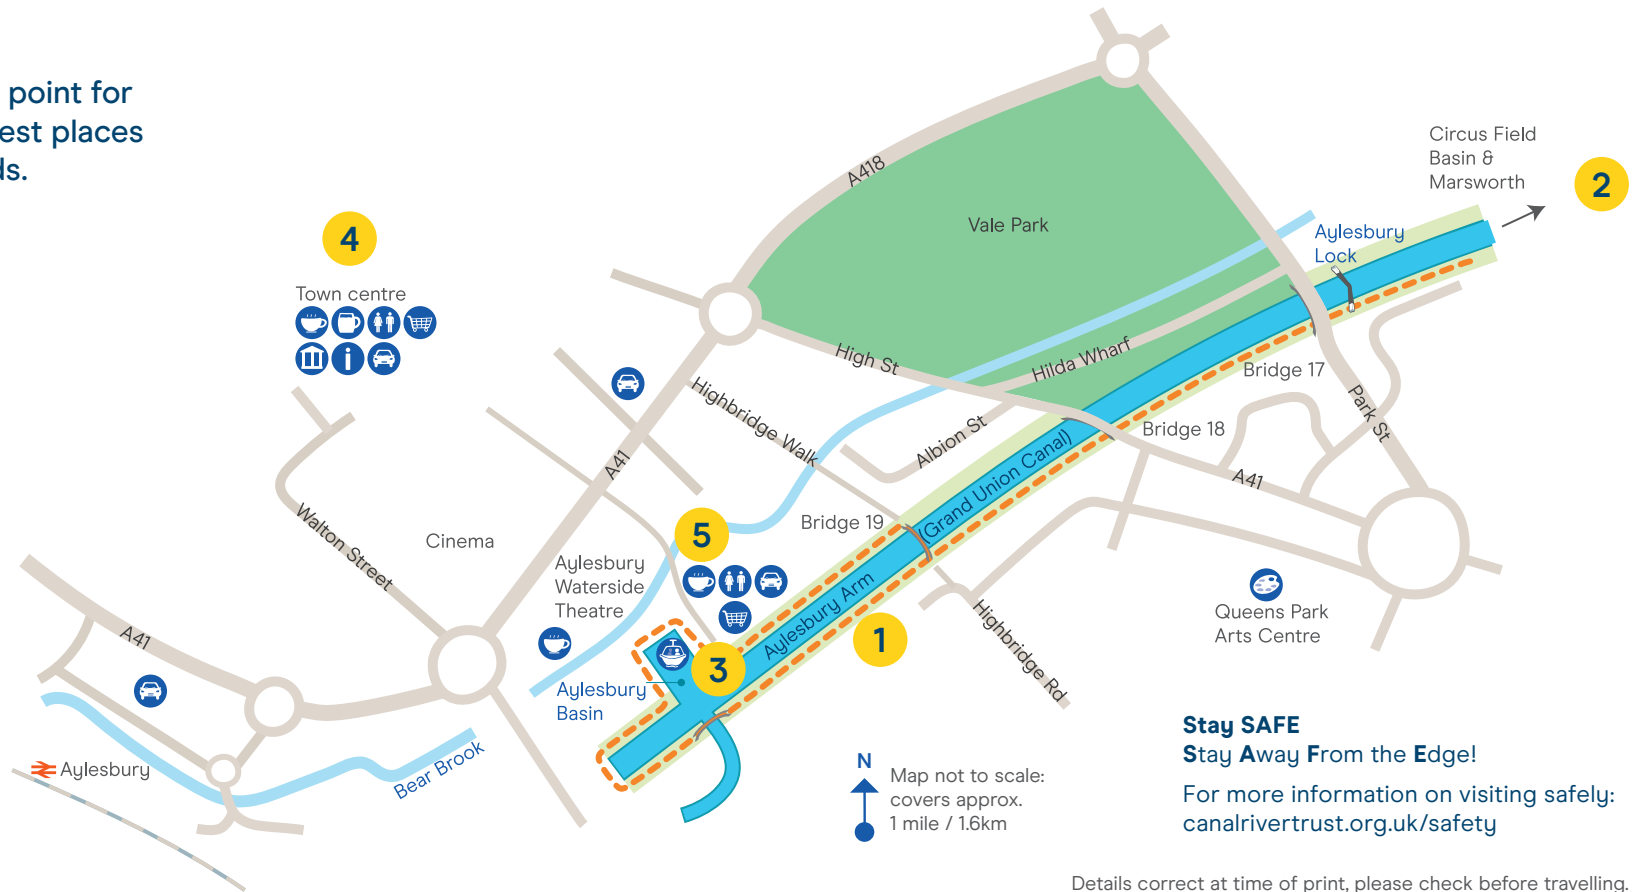 point for
est places
ds.
4
Town centre
A418
Vale Park
Circus Field
Basin &
Marsworth
2
Aylesbury
Lock
High St
Hilda Wharf
Bridge 17
Park St
Highbridge Walk
Albion St
Bridge 18
A41
A41
Walton Street
Cinema
5
Bridge 19
(Grand Union Canal)
Aylesbury
Waterside
Theatre
Aylesbury Arm
1
Queens Park
Arts Centre
Highbridge Rd
3
Aylesbury
Basin
A41
Aylesbury
Bear Brook
N
Map not to scale:
covers approx.
1 mile / 1.6km
Stay SAFE
Stay Away From the Edge!
For more information on visiting safely:
canalrivertrust.org.uk/safety
Details correct at time of print, please check before travelling.